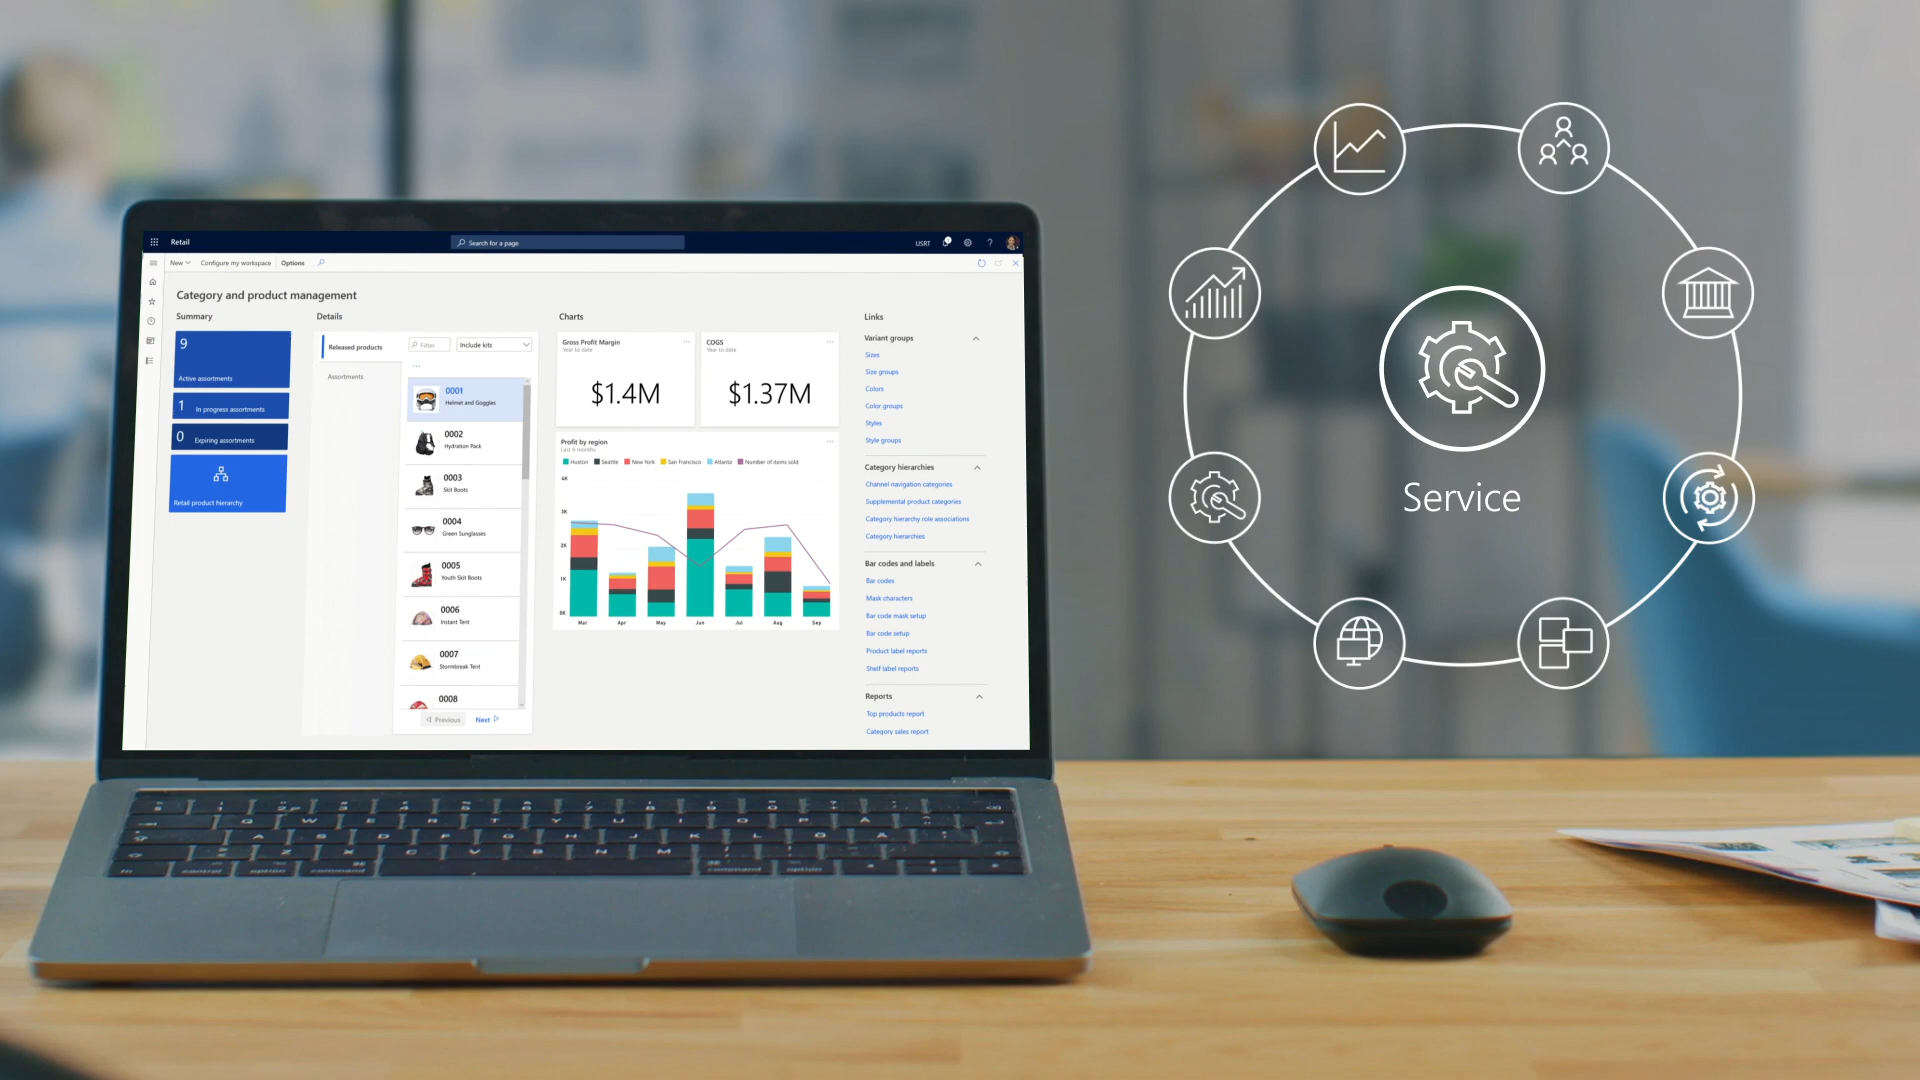 Retail
Search for a page
USRT
New
Configure my workspace
Options
Category and product management
Summary
9
Active assortments
1 In progress assortments
0 Expiring assortments
Retail product hierarchy
Details
Released products
Assortments
Filter
Include kits
0001
Helmet and Goggles
0002
Hydration Pack
0003
Skit Boots
0004
Green Sunglasses
0005
Youth Skit Boots
0006
Instant Tent
0007
Stormbreak Tent
0008
Previous
Next
Charts
Gross Profit Margin
Year to date
$1.4M
COGS
Year to date
$1.37M
Profit by region
Last 6 months
Huston Seattle New York San Francisco Atlanta Number of items sold
4K
3K
2K
1K
0K
Mar Apr May Jun Jul Aug Sep
Links
Variant groups
Sizes
Size groups
Colors
Color groups
Styles
Style groups
Category hierarchies
Channel navigation categories
Supplemental product categories
Category hierarchy role associations
Category hierarchies
Bar codes and labels
Bar codes
Mask characters
Bar code mask setup
Bar code setup
Product label reports
Shelf label reports
Reports
Top products report
Category sales report
Service
Q W E R T Y U I O P Å
A S D F G H J K L Ö Ä
Z X C V B N M
fn control option command command option